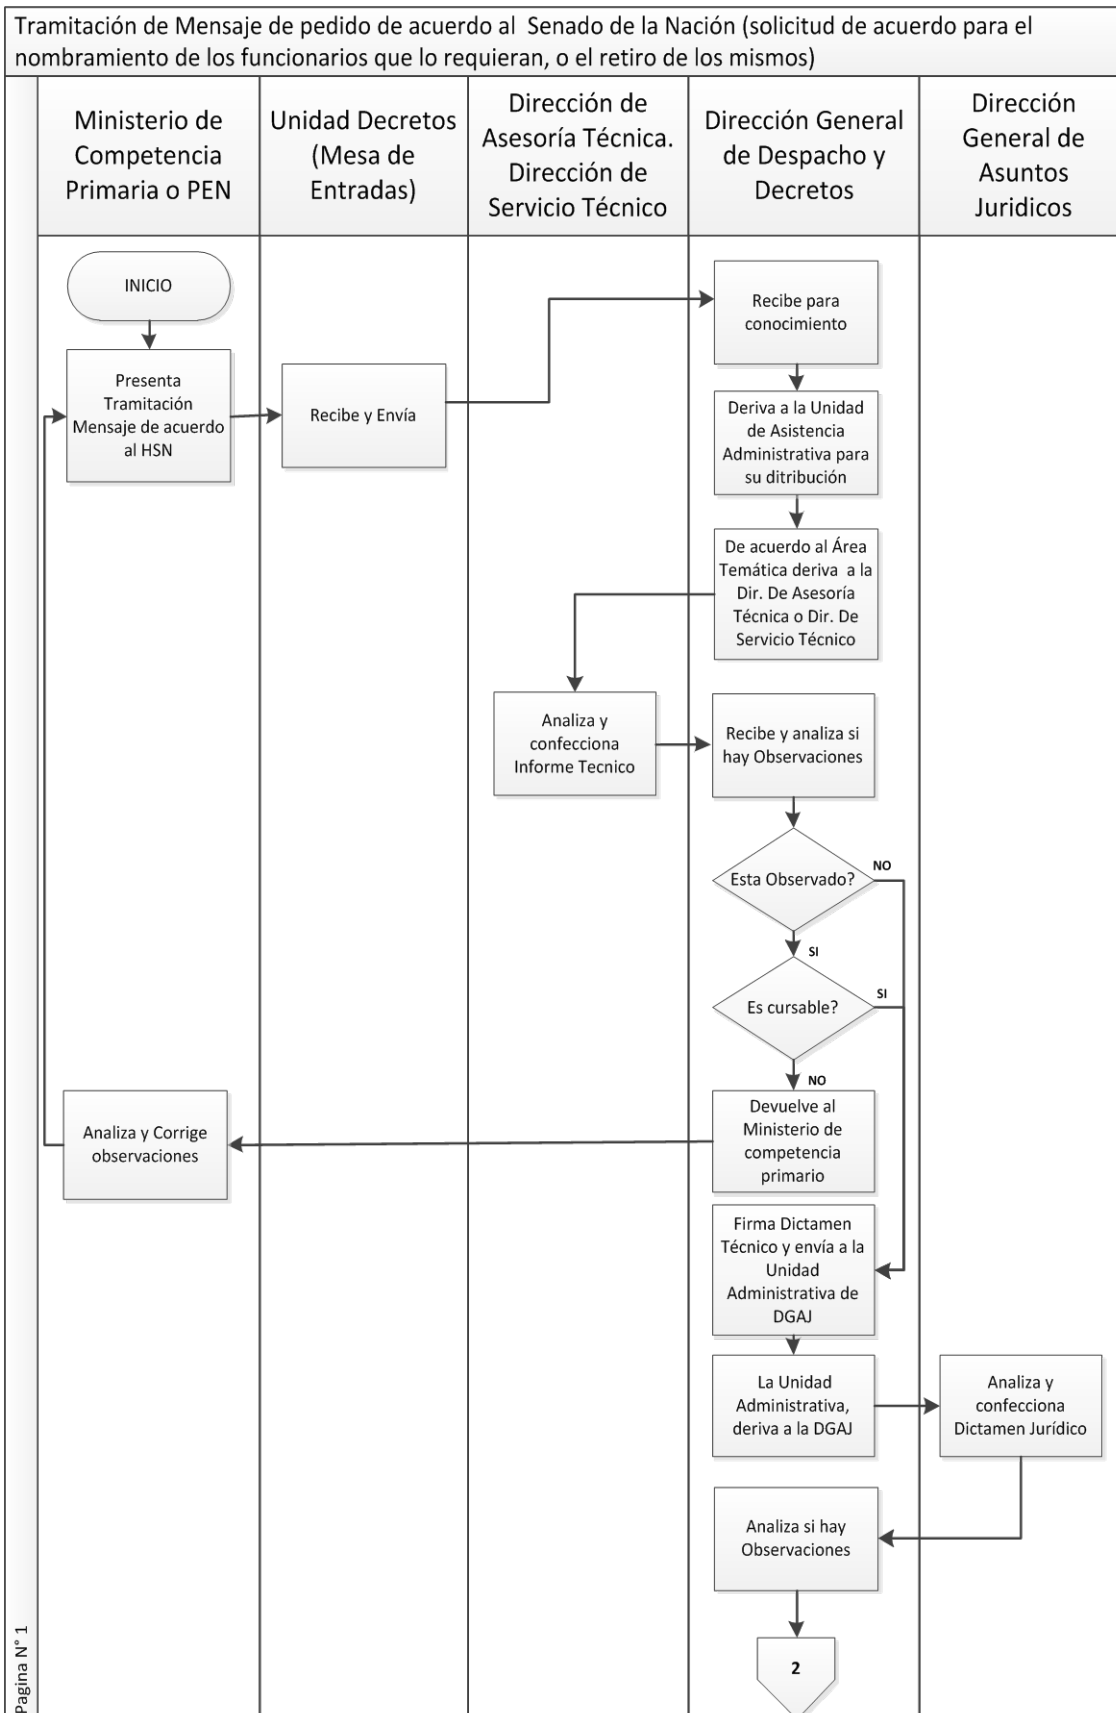 Tramitación de Mensaje de pedido de acuerdo al Senado de la Nación (solicitud de acuerdo para el
nombramiento de los funcionarios que lo requieran, o el retiro de los mismos)
Ministerio de
Competencia
Primaria o PEN
Unidad Decretos
(Mesa de
Entradas)
Dirección de
Asesoría Técnica.
Dirección de
Servicio Técnico
Dirección General
de Despacho y
Decretos
Dirección
General de
Asuntos
Juridicos
INICIO
Presenta
Tramitación
Mensaje de acuerdo
al HSN
Recibe y Envía
Recibe para
conocimiento
Deriva a la Unidad
de Asistencia
Administrativa para
su ditribución
De acuerdo al Área
Temática deriva a la
Dir. De Asesoría
Técnica o Dir. De
Servicio Técnico
Analiza y
confecciona
Informe Tecnico
Recibe y analiza si
hay Observaciones
Esta Observado?
NO
SI
Es cursable?
SI
NO
Devuelve al
Ministerio de
competencia
primario
Analiza y Corrige
observaciones
Firma Dictamen
Técnico y envía a la
Unidad
Administrativa de
DGAJ
La Unidad
Administrativa,
deriva a la DGAJ
Analiza y
confecciona
Dictamen Jurídico
Analiza si hay
Observaciones
2
Pagina N° 1